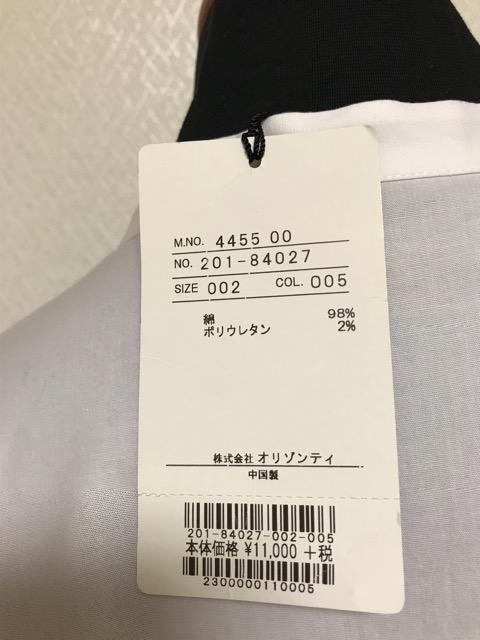 M.NO. 4455 00
NO. 201-84027
SIZE 002 COL. 005
綿 98%
ポリウレタン 2%
株式会社 オリゾンティ
中国製
201-84027-002-005
本体価格 ¥11,000 +税
2300000110005